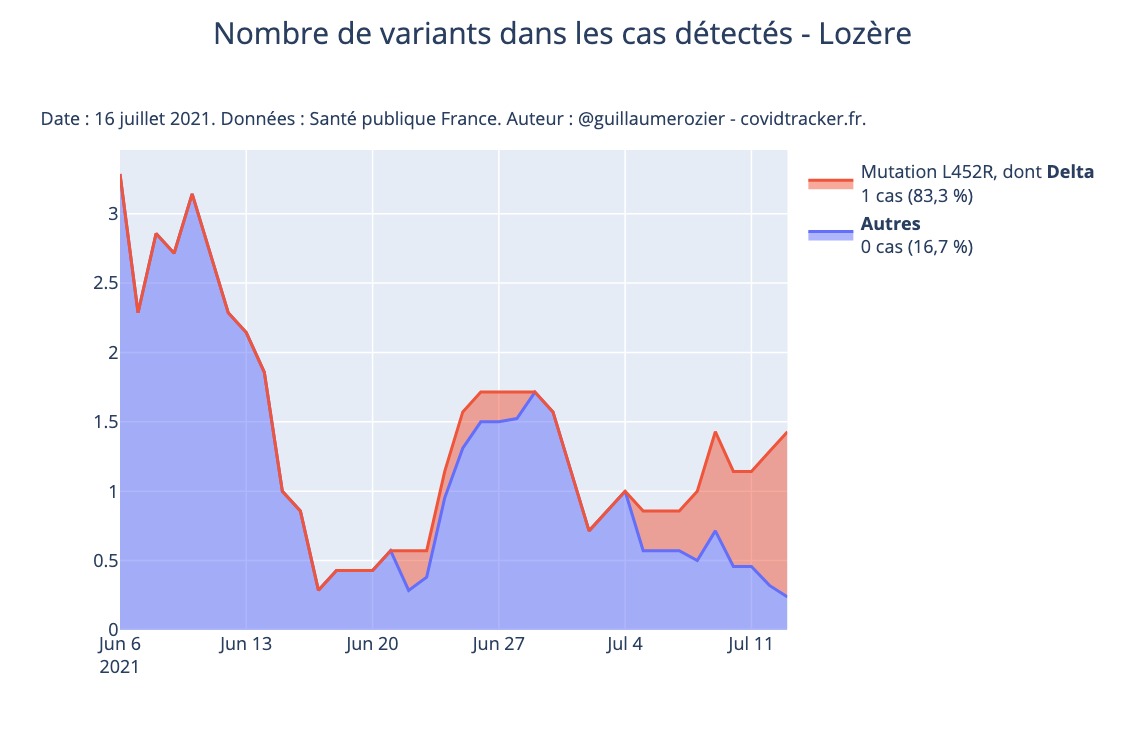 Nombre de variants dans les cas détectés - Lozère
Date : 16 juillet 2021. Données : Santé publique France. Auteur : @guillaumerozier - covidtracker.fr.
Mutation L452R, dont Delta
1 cas (83,3 %)
Autres
0 cas (16,7 %)
3
2.5
2
1.5
1
0.5
0
Jun 6
2021
Jun 13
Jun 20
Jun 27
Jul 4
Jul 11